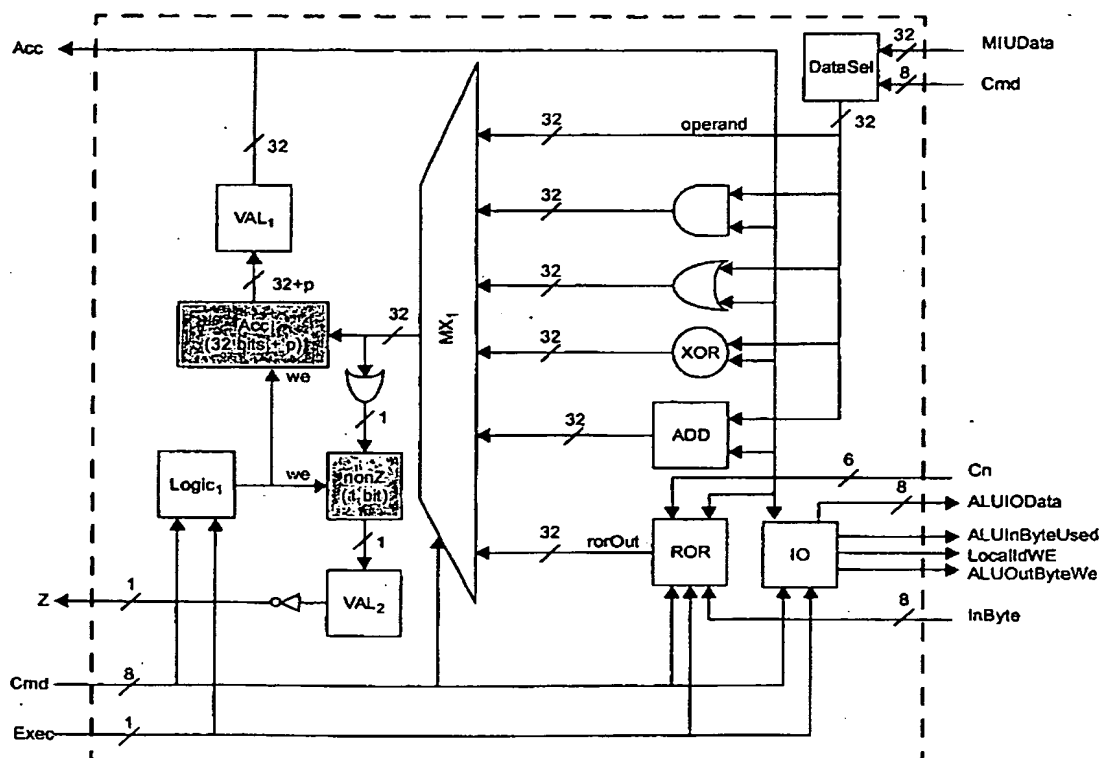 Acc
32
MIUData
DataSel
8
Cmd
32
32
operand
32
VAL1
32
32+p
32
Acc
(32 bits + p)
32
MX1
32
XOR
we
1
32
ADD
6
Cn
Logic1
we
nonZ
(1 bit)
8
ALUIOData
ALUInByteUsed
LocalIdWE
ALUOutByteWe
32
rorOut
ROR
IO
1
Z
1
VAL2
8
InByte
Cmd
8
Exec
1